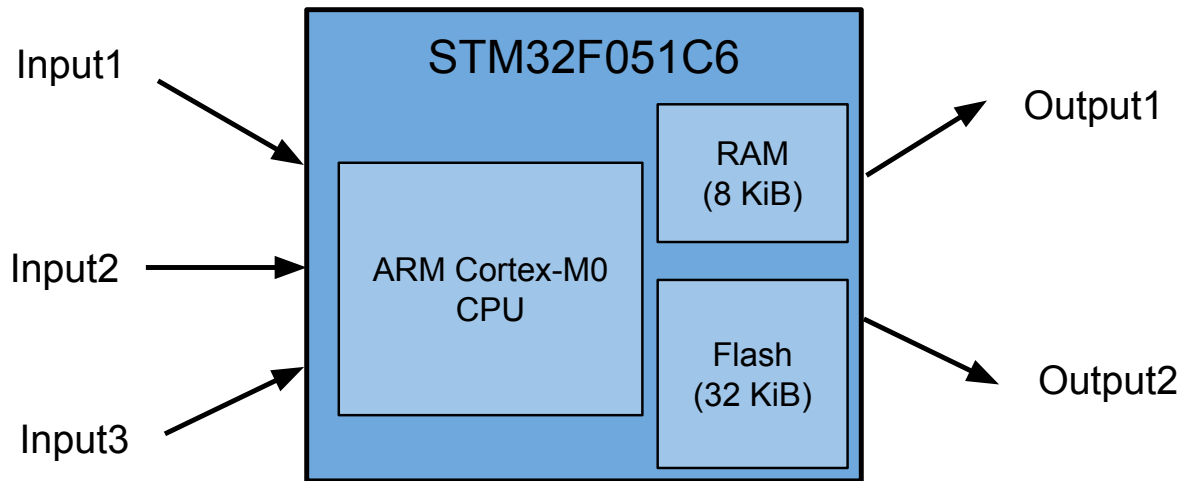 STM32F051C6
Input1
Input2
Input3
ARM Cortex-M0
CPU
RAM
(8 KiB)
Flash
(32 KiB)
Output1
Output2